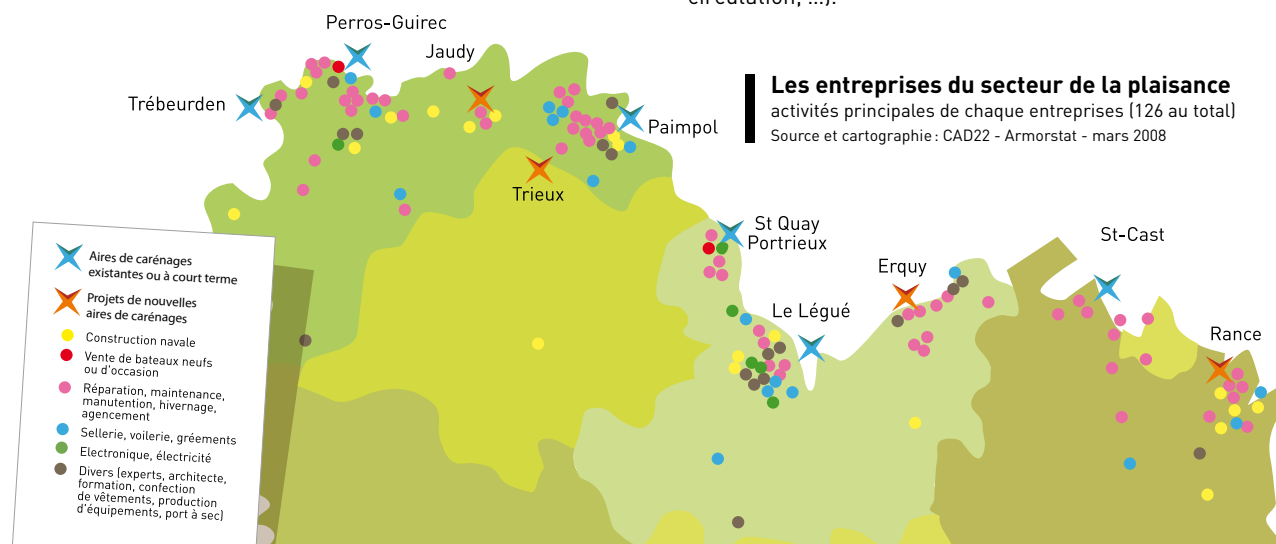 circulation, ...).
Perros-Guirec
Jaudy
Trébeurden
Paimpol
Les entreprises du secteur de la plaisance
activités principales de chaque entreprises (126 au total)
Source et cartographie : CAD22 - Armorstat - mars 2008
Trieux
St Quay
Portrieux
St-Cast
Erquy
Le Légué
Rance
Aires de carénages
existantes ou à court terme
Projets de nouvelles
aires de carénages
Construction navale
Vente de bateaux neufs
ou d'occasion
Réparation, maintenance,
manutention, hivernage,
agencement
Sellerie, voilerie, gréements
Electronique, électricité
Divers (experts, architecte,
formation, confection
de vêtements, production
d'équipements, port à sec)